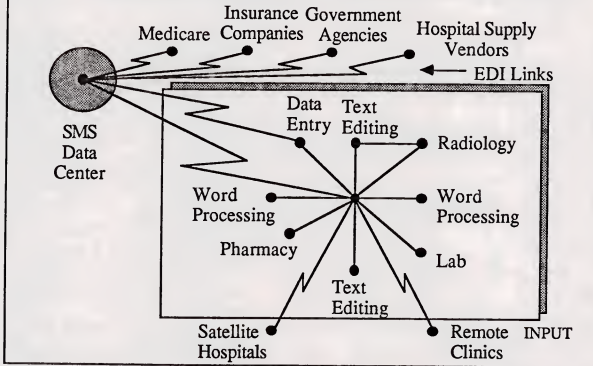 Medicare
Insurance
Companies
Government
Agencies
Hospital Supply
Vendors
EDI Links
SMS
Data
Center
Data
Entry
Text
Editing
Radiology
Word
Processing
Word
Processing
Pharmacy
Lab
Text
Editing
Satellite
Hospitals
Remote
Clinics
INPUT